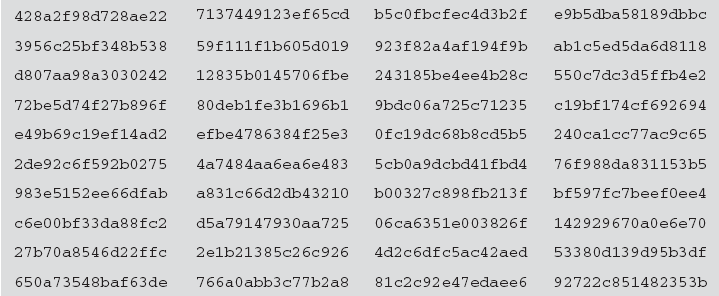 428a2f98d728ae22 7137449123ef65cd b5c0fbcfec4d3b2f e9b5dba58189dbbc
3956c25bf348b538 59f111f1b605d019 923f82a4af194f9b ab1c5ed5da6d8118
d807aa98a3030242 12835b0145706fbe 243185be4ee4b28c 550c7dc3d5ffb4e2
72be5d74f27b896f 80deb1fe3b1696b1 9bdc06a725c71235 c19bf174cf692694
e49b69c19ef14ad2 efbe4786384f25e3 0fc19dc68b8cd5b5 240ca1cc77ac9c65
2de92c6f592b0275 4a7484aa6ea6e483 5cb0a9dcbd41fbd4 76f988da831153b5
983e5152ee66dfab a831c66d2db43210 b00327c898fb213f bf597fc7beef0ee4
c6e00bf33da88fc2 d5a79147930aa725 06ca6351e003826f 142929670a0e6e70
27b70a8546d22ffc 2e1b21385c26c926 4d2c6dfc5ac42aed 53380d139d95b3df
650a73548baf63de 766a0abb3c77b2a8 81c2c92e47edaee6 92722c851482353b